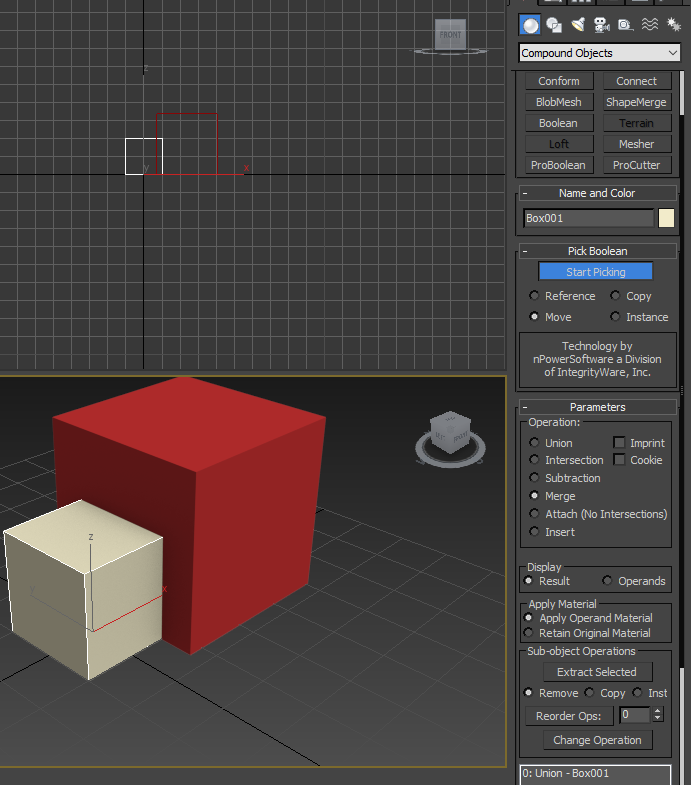 FRONT
z
y
x
z
x
Compound Objects
Conform Connect
BlobMesh ShapeMerge
Boolean Terrain
Loft Mesher
ProBoolean ProCutter
- Name and Color
Box001
- Pick Boolean
Start Picking
Reference Copy
Move Instance
Technology by
nPowerSoftware a Division
of IntegrityWare, Inc.
- Parameters
Operation:
Union Imprint
Intersection Cookie
Subtraction
Merge
Attach (No Intersections)
Insert
Display
Result Operands
Apply Material
Apply Operand Material
Retain Original Material
Sub-object Operations
Extract Selected
Remove Copy Inst
Reorder Ops: 0
Change Operation
0: Union - Box001